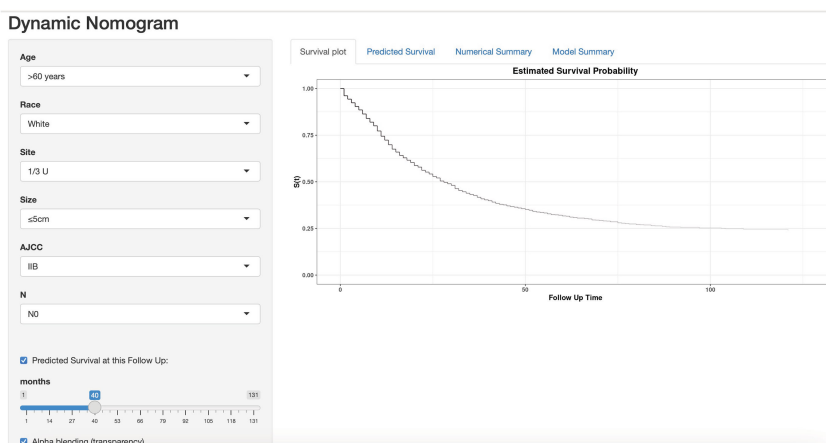 Dynamic Nomogram
Age
>60 years
Race
White
Site
1/3 U
Size
≤5cm
AJCC
IIB
N
N0
Predicted Survival at this Follow Up:
months
1 40 131
1 14 27 40 53 66 79 92 105 118 131
Alpha blending (transparency)
Survival plot Predicted Survival Numerical Summary Model Summary
Estimated Survival Probability
1.00
0.75
S(t)
0.50
0.25
0.00
0 50 100
Follow Up Time